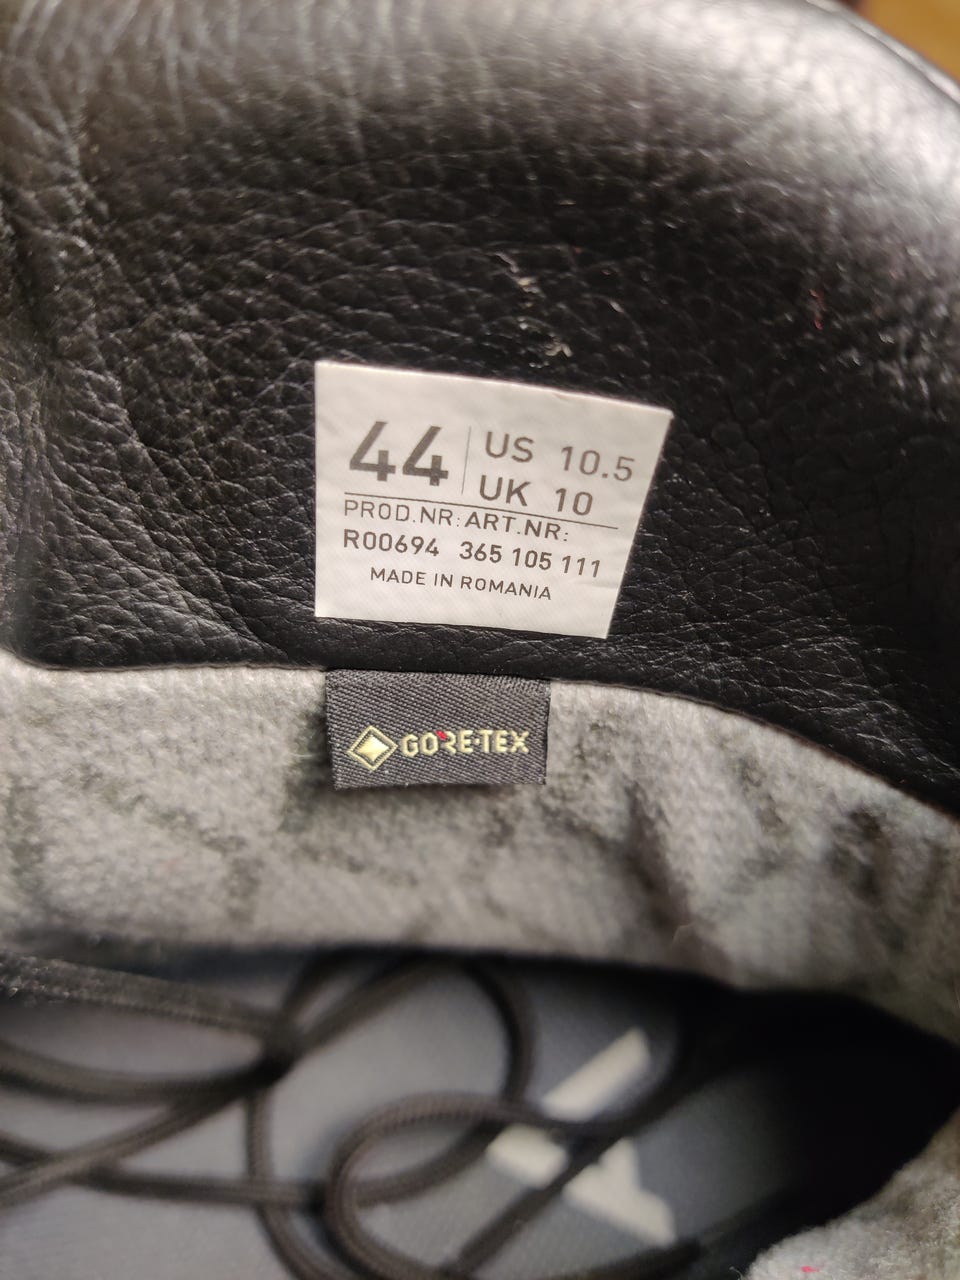 44 US 10.5
UK 10
PROD.NR: ART.NR:
R00694 365 105 111
MADE IN ROMANIA
GORE-TEX